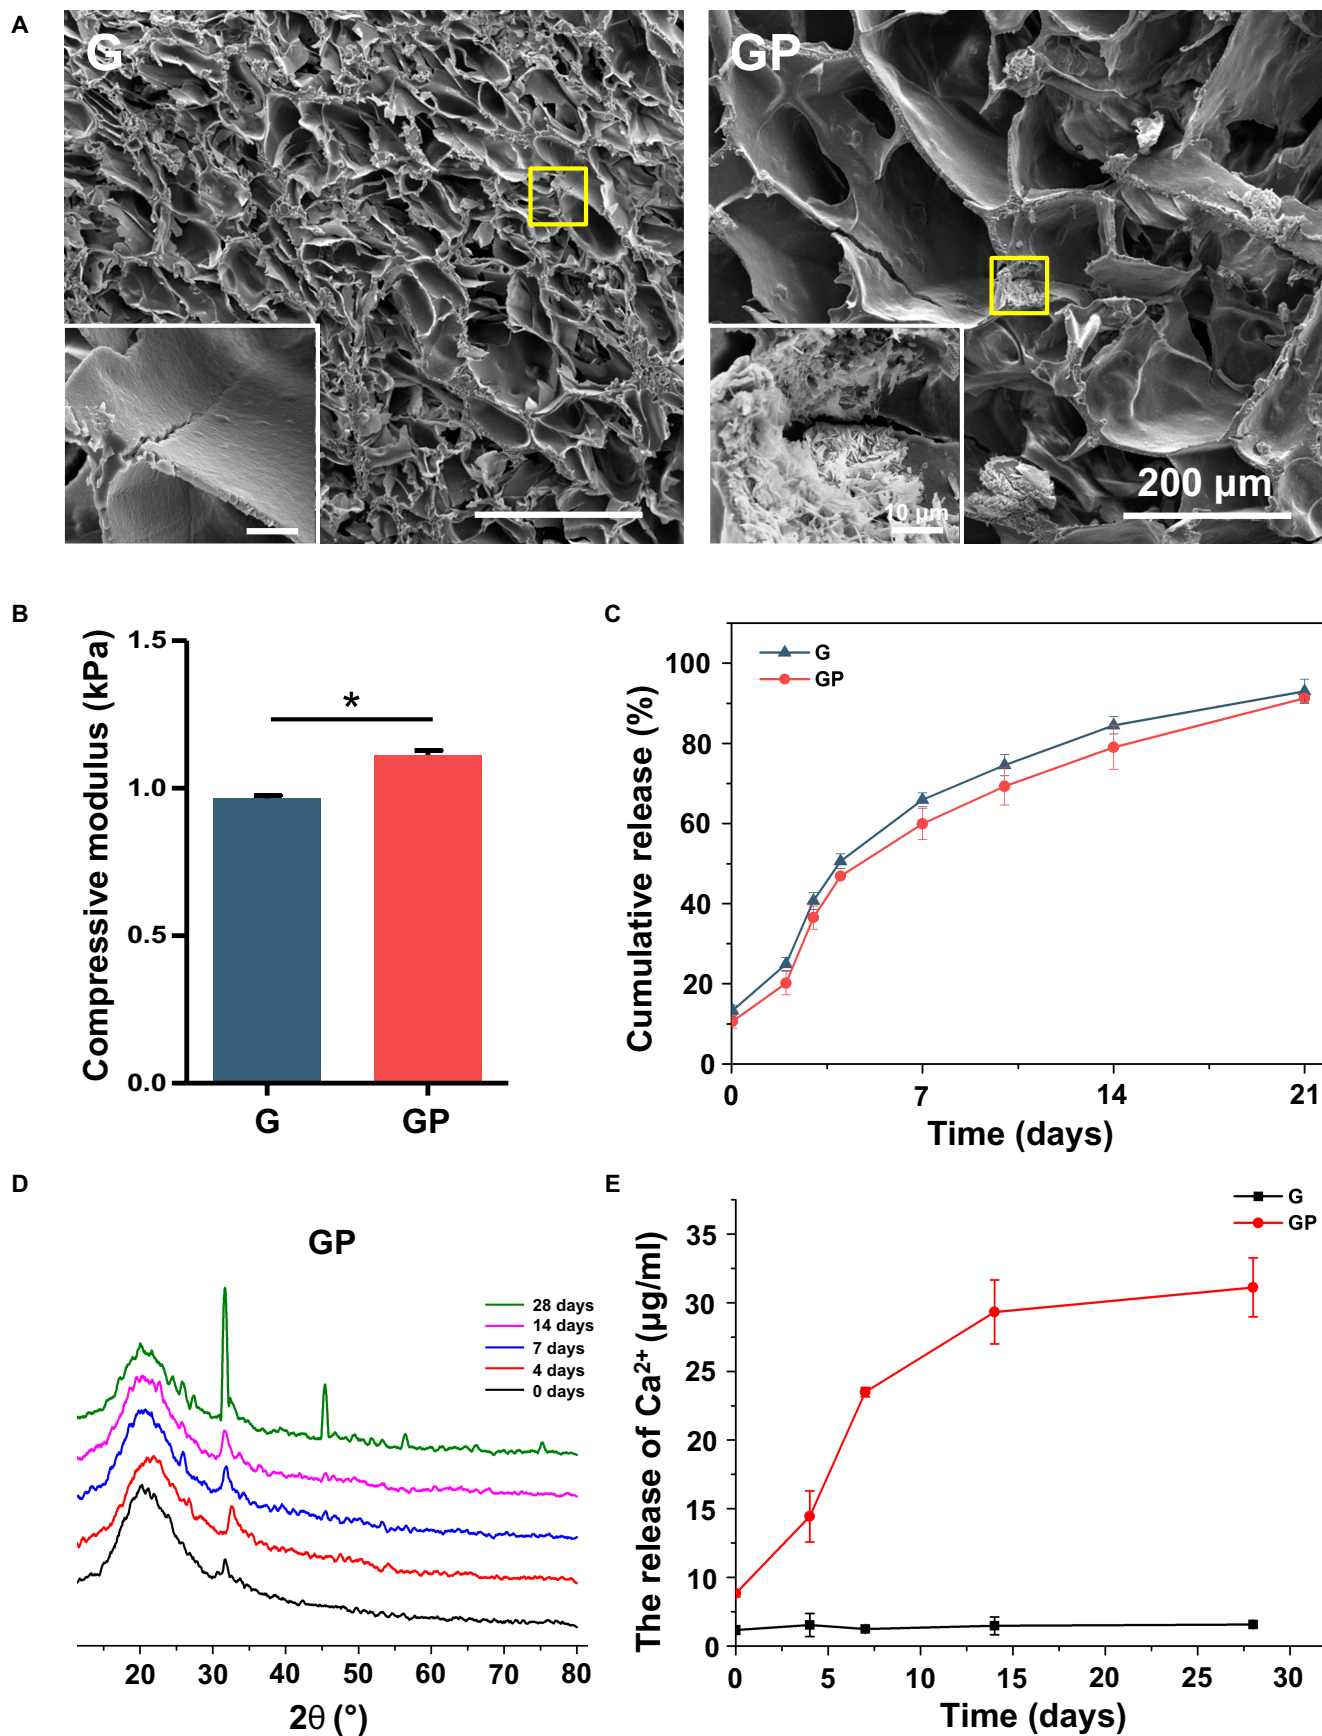 A
G
GP
10 µm
200 µm
B
Compressive modulus (kPa)
1.5
1.0
0.5
0.0
*
G
GP
C
G
GP
Cumulative release (%)
100
80
60
40
20
0
0 7 14 21
Time (days)
D
GP
28 days
14 days
7 days
4 days
0 days
20 30 40 50 60 70 80
2θ (°)
E
G
GP
The release of Ca²⁺ (µg/ml)
35
30
25
20
15
10
0
0 5 10 15 20 25 30
Time (days)